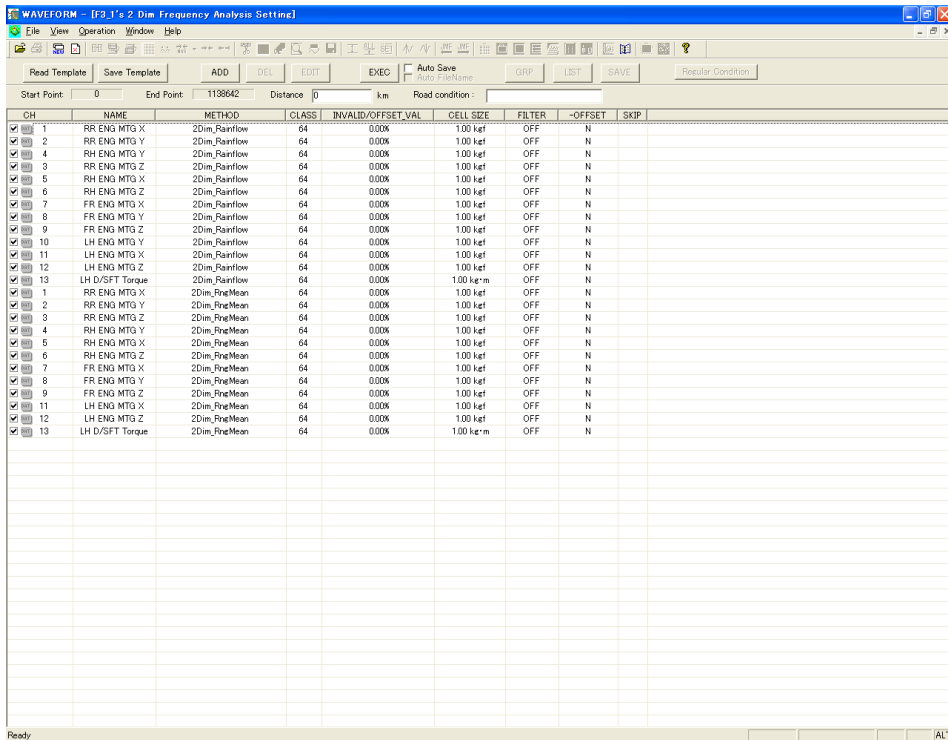 WAVEFORM - [F3_1's 2 Dim Frequency Analysis Setting]
File View Operation Window Help
Read Template Save Template ADD DEL EDIT EXEC Auto Save Auto FileName GRP LIST SAVE Regular Condition
Start Point: 0 End Point: 1138642 Distance 0 km Road condition :
CH NAME METHOD CLASS INVALID/OFFSET_VAL CELL SIZE FILTER -OFFSET SKIP
1 RR ENG MTG X 2Dim_Rainflow 64 0.00% 1.00 kgf OFF N
2 RR ENG MTG Y 2Dim_Rainflow 64 0.00% 1.00 kgf OFF N
4 RH ENG MTG Y 2Dim_Rainflow 64 0.00% 1.00 kgf OFF N
3 RR ENG MTG Z 2Dim_Rainflow 64 0.00% 1.00 kgf OFF N
5 RH ENG MTG X 2Dim_Rainflow 64 0.00% 1.00 kgf OFF N
6 RH ENG MTG Z 2Dim_Rainflow 64 0.00% 1.00 kgf OFF N
7 FR ENG MTG X 2Dim_Rainflow 64 0.00% 1.00 kgf OFF N
8 FR ENG MTG Y 2Dim_Rainflow 64 0.00% 1.00 kgf OFF N
9 FR ENG MTG Z 2Dim_Rainflow 64 0.00% 1.00 kgf OFF N
10 LH ENG MTG Y 2Dim_Rainflow 64 0.00% 1.00 kgf OFF N
11 LH ENG MTG X 2Dim_Rainflow 64 0.00% 1.00 kgf OFF N
12 LH ENG MTG Z 2Dim_Rainflow 64 0.00% 1.00 kgf OFF N
13 LH D/SFT Torque 2Dim_Rainflow 64 0.00% 1.00 kg·m OFF N
1 RR ENG MTG X 2Dim_RngMean 64 0.00% 1.00 kgf OFF N
2 RR ENG MTG Y 2Dim_RngMean 64 0.00% 1.00 kgf OFF N
3 RR ENG MTG Z 2Dim_RngMean 64 0.00% 1.00 kgf OFF N
4 RH ENG MTG Y 2Dim_RngMean 64 0.00% 1.00 kgf OFF N
5 RH ENG MTG X 2Dim_RngMean 64 0.00% 1.00 kgf OFF N
6 RH ENG MTG Z 2Dim_RngMean 64 0.00% 1.00 kgf OFF N
7 FR ENG MTG X 2Dim_RngMean 64 0.00% 1.00 kgf OFF N
8 FR ENG MTG Y 2Dim_RngMean 64 0.00% 1.00 kgf OFF N
9 FR ENG MTG Z 2Dim_RngMean 64 0.00% 1.00 kgf OFF N
11 LH ENG MTG X 2Dim_RngMean 64 0.00% 1.00 kgf OFF N
12 LH ENG MTG Z 2Dim_RngMean 64 0.00% 1.00 kgf OFF N
13 LH D/SFT Torque 2Dim_RngMean 64 0.00% 1.00 kg·m OFF N
Ready